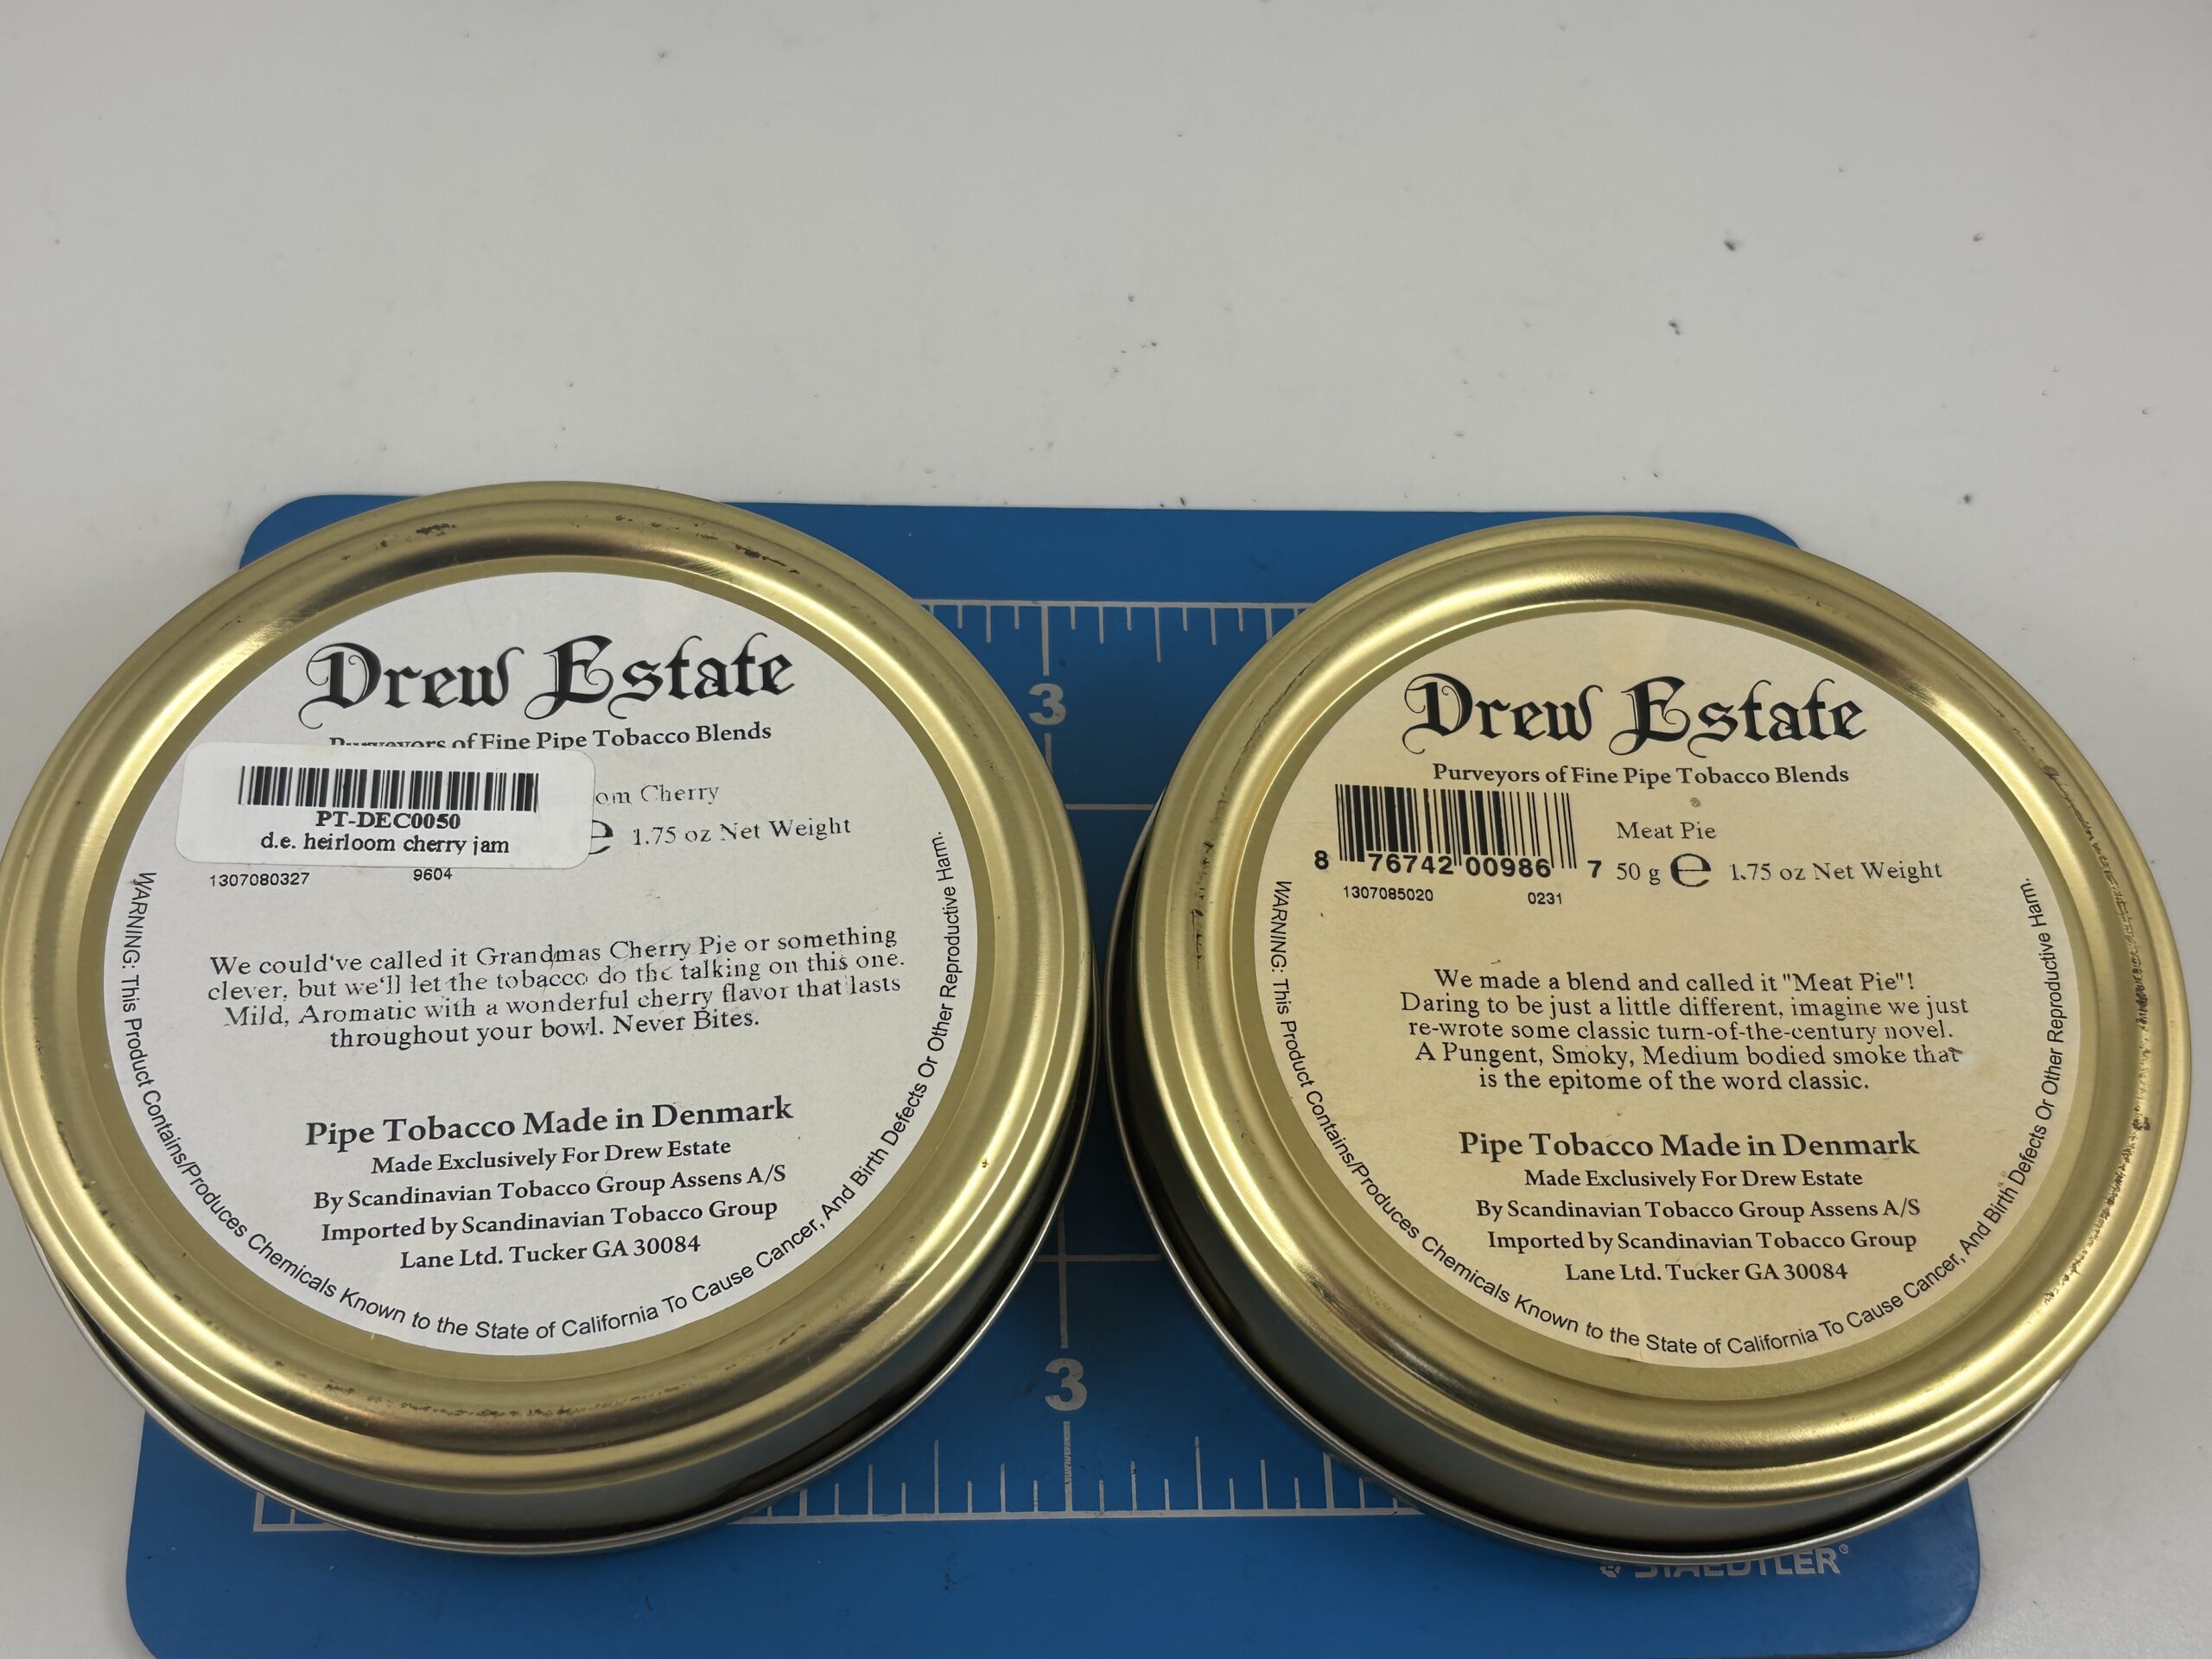 Drew Estate
Purveyors of Fine Pipe Tobacco Blends
PT-DEC0050
d.e. heirloom cherry jam
om Cherry
e 1.75 oz Net Weight
1307080327 9604
We could've called it Grandmas Cherry Pie or something
clever, but we'll let the tobacco do the talking on this one.
Mild, Aromatic with a wonderful cherry flavor that lasts
throughout your bowl. Never Bites.
Pipe Tobacco Made in Denmark
Made Exclusively For Drew Estate
By Scandinavian Tobacco Group Assens A/S
Imported by Scandinavian Tobacco Group
Lane Ltd. Tucker GA 30084
WARNING: This Product Contains/Produces Chemicals Known to the State of California To Cause Cancer, And Birth Defects Or Other Reproductive Harm.
3
3
Drew Estate
Purveyors of Fine Pipe Tobacco Blends
Meat Pie
8 76742 00986 7 50 g e 1.75 oz Net Weight
1307085020 0231
We made a blend and called it "Meat Pie"!
Daring to be just a little different, imagine we just
re-wrote some classic turn-of-the-century novel.
A Pungent, Smoky, Medium bodied smoke that
is the epitome of the word classic.
Pipe Tobacco Made in Denmark
Made Exclusively For Drew Estate
By Scandinavian Tobacco Group Assens A/S
Imported by Scandinavian Tobacco Group
Lane Ltd. Tucker GA 30084
WARNING: This Product Contains/Produces Chemicals Known to the State of California To Cause Cancer, And Birth Defects Or Other Reproductive Harm.
STAEDTLER®